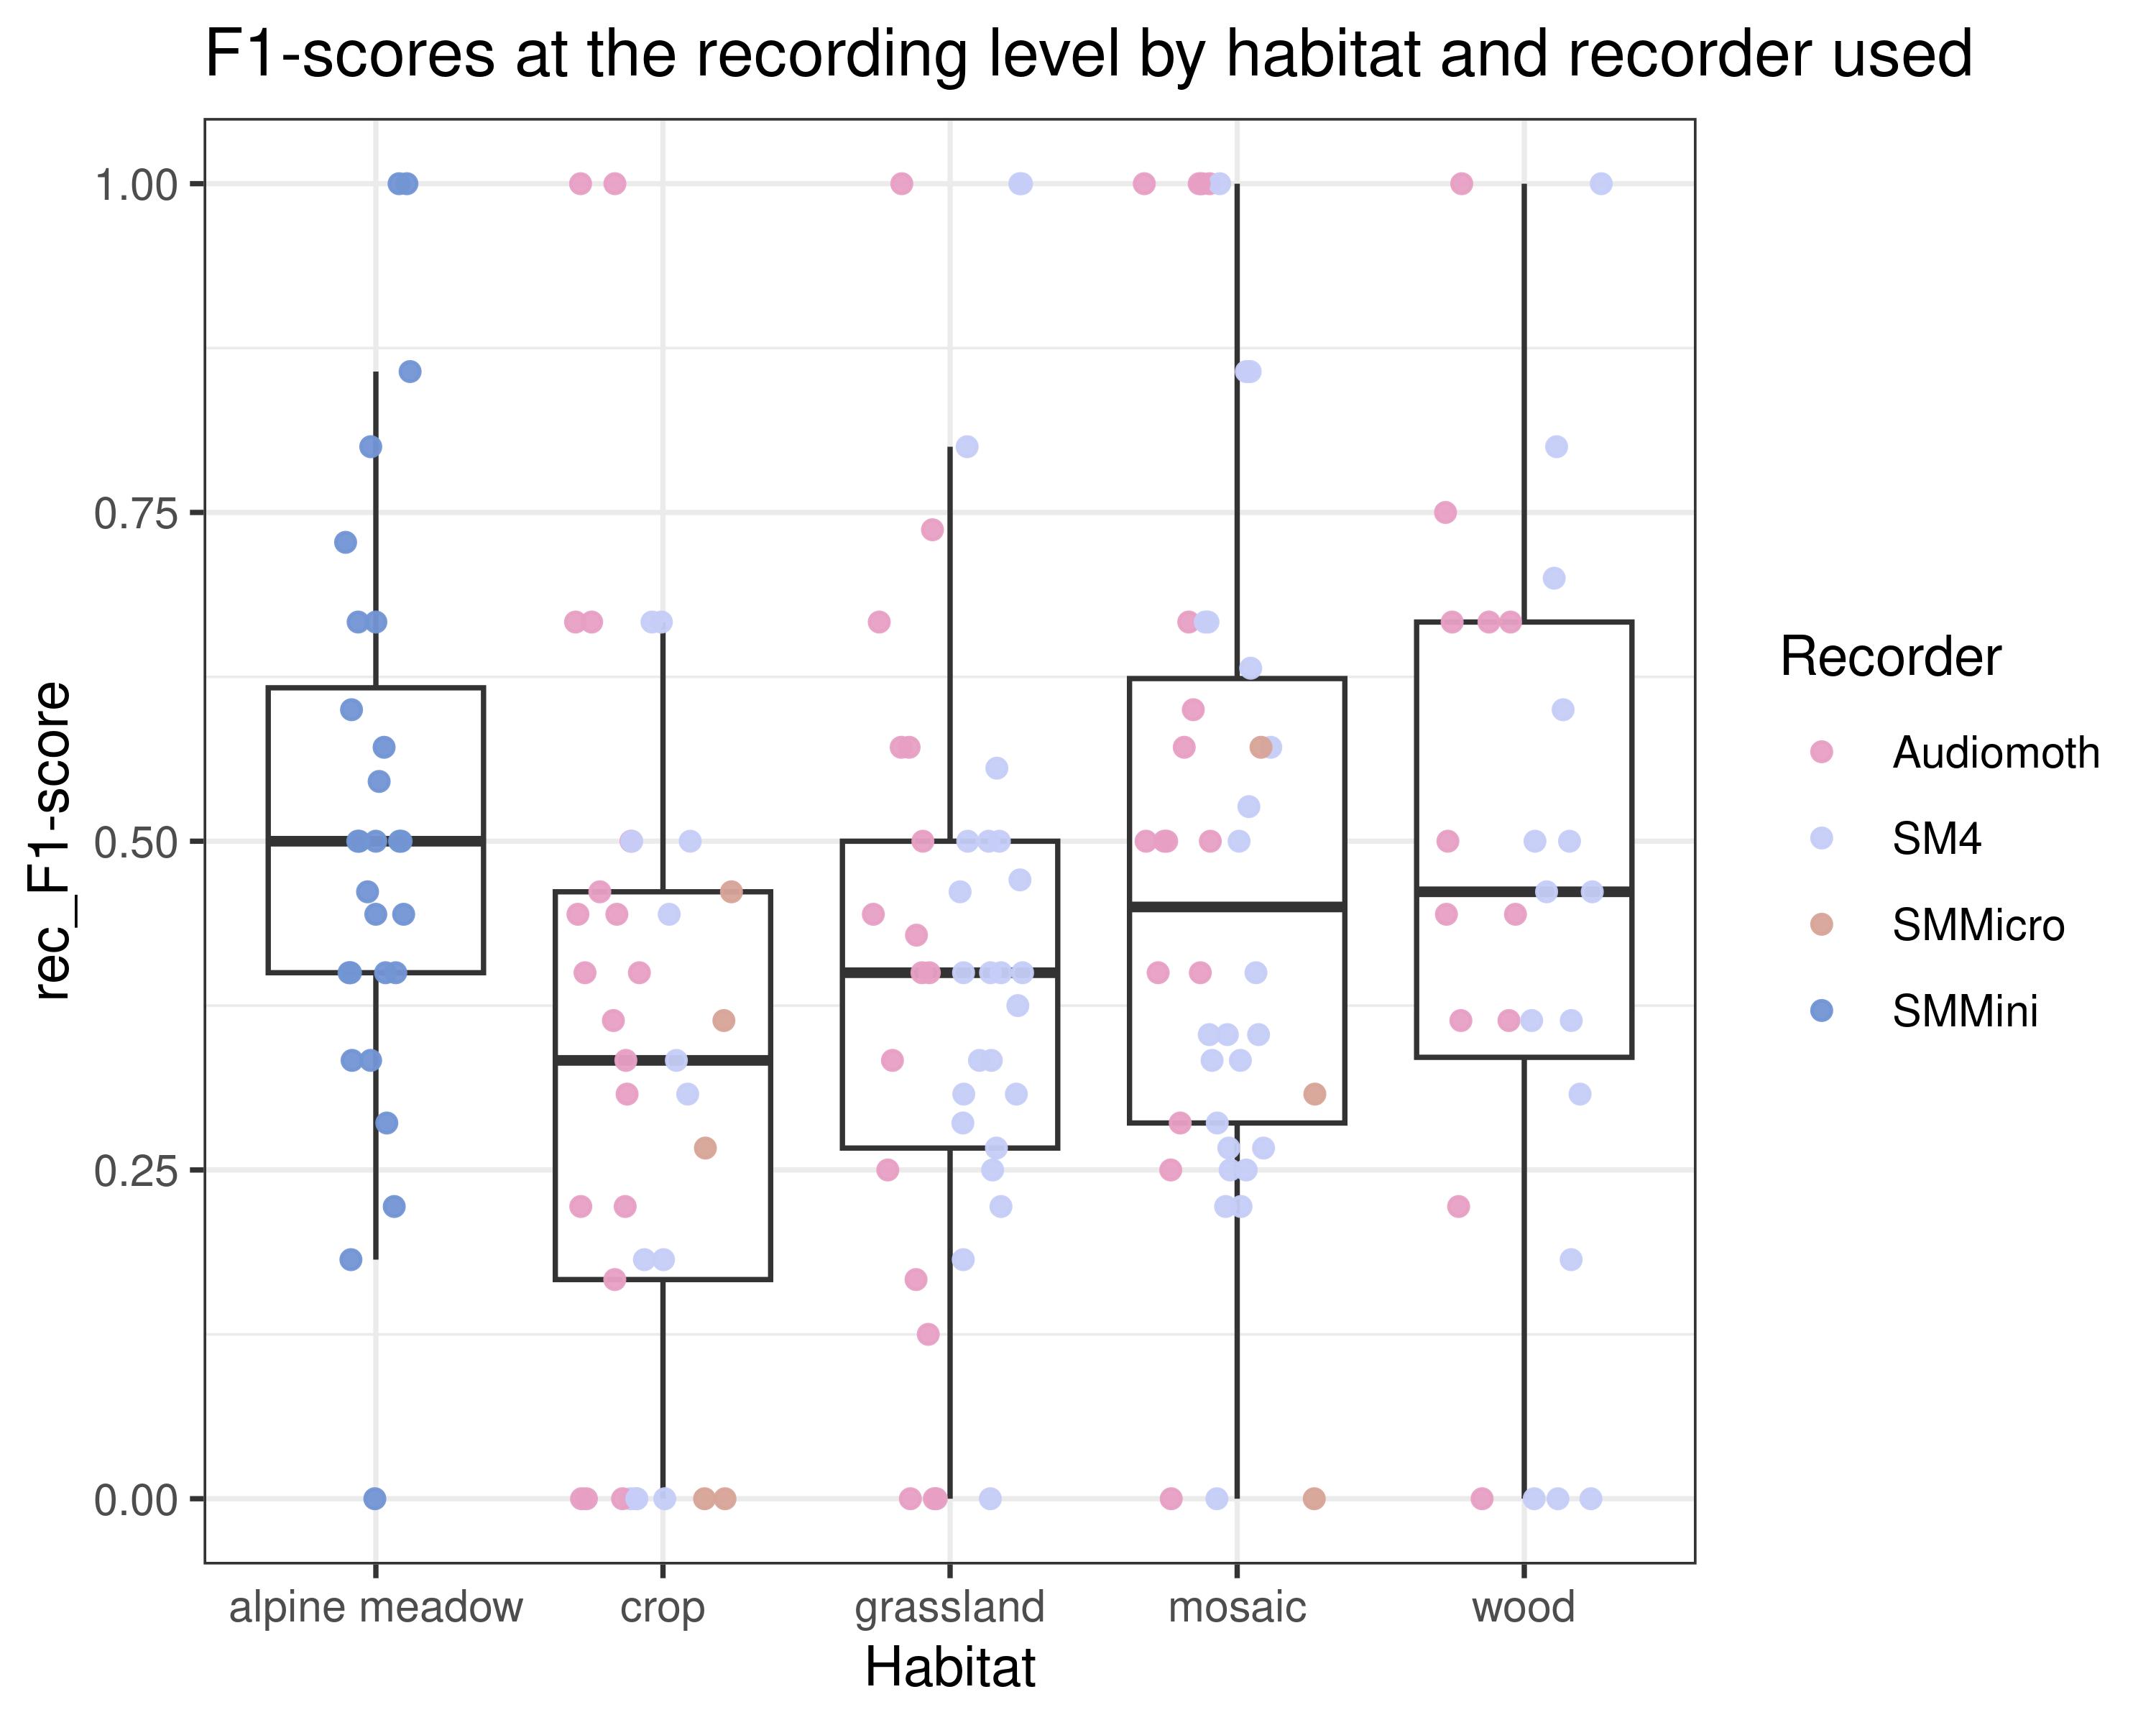 F1-scores at the recording level by habitat and recorder used
rec_F1-score
1.00
0.75
0.50
0.25
0.00
alpine meadow
crop
grassland
mosaic
wood
Habitat
Recorder
Audiomoth
SM4
SMMicro
SMMini